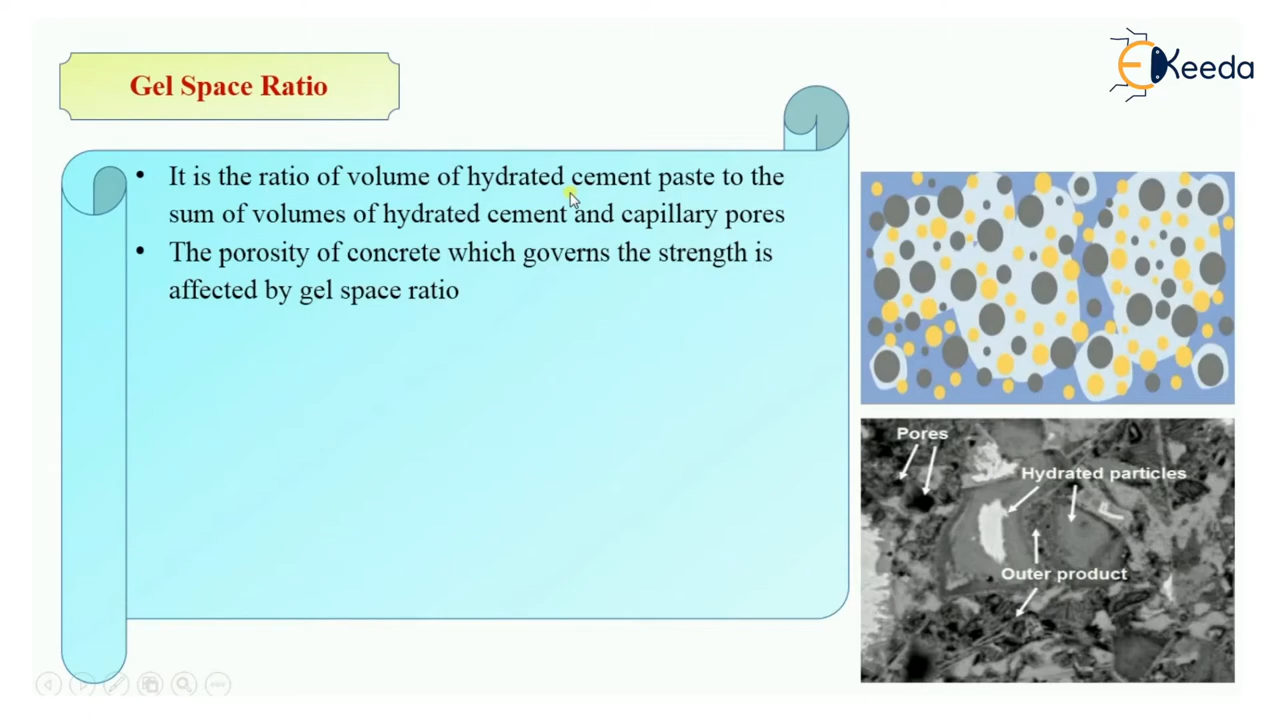 Gel Space Ratio
EKeeda
• It is the ratio of volume of hydrated cement paste to the
sum of volumes of hydrated cement and capillary pores
• The porosity of concrete which governs the strength is
affected by gel space ratio
Pores
Hydrated particles
Outer product